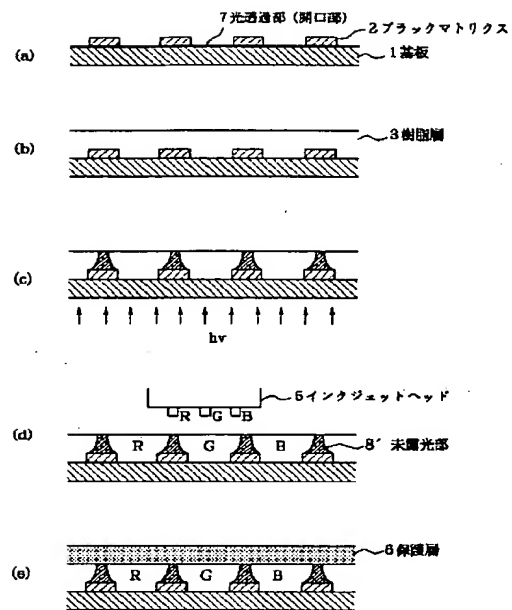 7光透過部(開口部)
2ブラックマトリクス
(a)
1基板
3樹脂層
(b)
(c)
hν
5インクジェットヘッド
R G B
(d)
R G B
8' 未露光部
6保護層
(e)
R G B